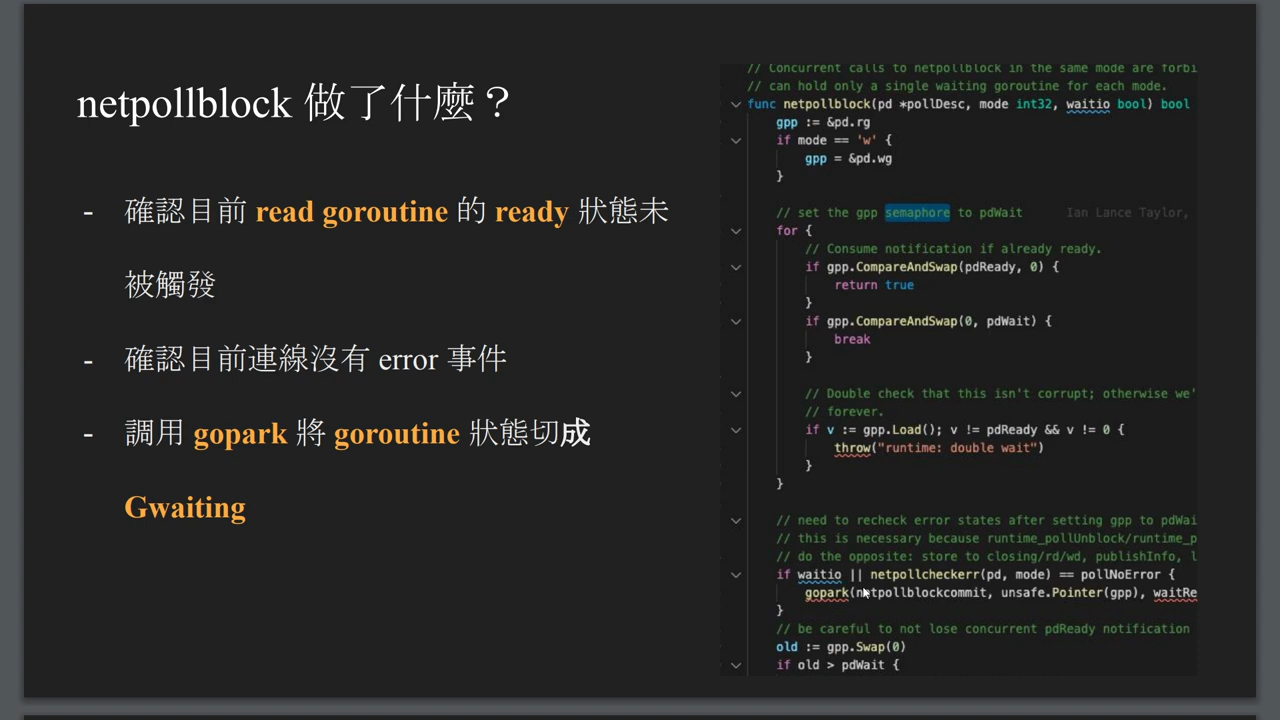 netpollblock 做了什麼？
- 確認目前 read goroutine 的 ready 狀態未
被觸發
- 確認目前連線沒有 error 事件
- 調用 gopark 將 goroutine 狀態切成
Gwaiting
// Concurrent calls to netpollblock in the same mode are forbi
// can hold only a single waiting goroutine for each mode.
func netpollblock(pd *pollDesc, mode int32, waitio bool) bool
gpp := &pd.rg
if mode == 'w' {
gpp = &pd.wg
}
// set the gpp semaphore to pdWait Ian Lance Taylor,
for {
// Consume notification if already ready.
if gpp.CompareAndSwap(pdReady, 0) {
return true
}
if gpp.CompareAndSwap(0, pdWait) {
break
}
// Double check that this isn't corrupt; otherwise we'
// forever.
if v := gpp.Load(); v != pdReady && v != 0 {
throw("runtime: double wait")
}
}
// need to recheck error states after setting gpp to pdWai
// this is necessary because runtime_pollUnblock/runtime_p
// do the opposite: store to closing/rd/wd, publishInfo, l
if waitio || netpollcheckerr(pd, mode) == pollNoError {
gopark(netpollblockcommit, unsafe.Pointer(gpp), waitRe
}
// be careful to not lose concurrent pdReady notification
old := gpp.Swap(0)
if old > pdWait {